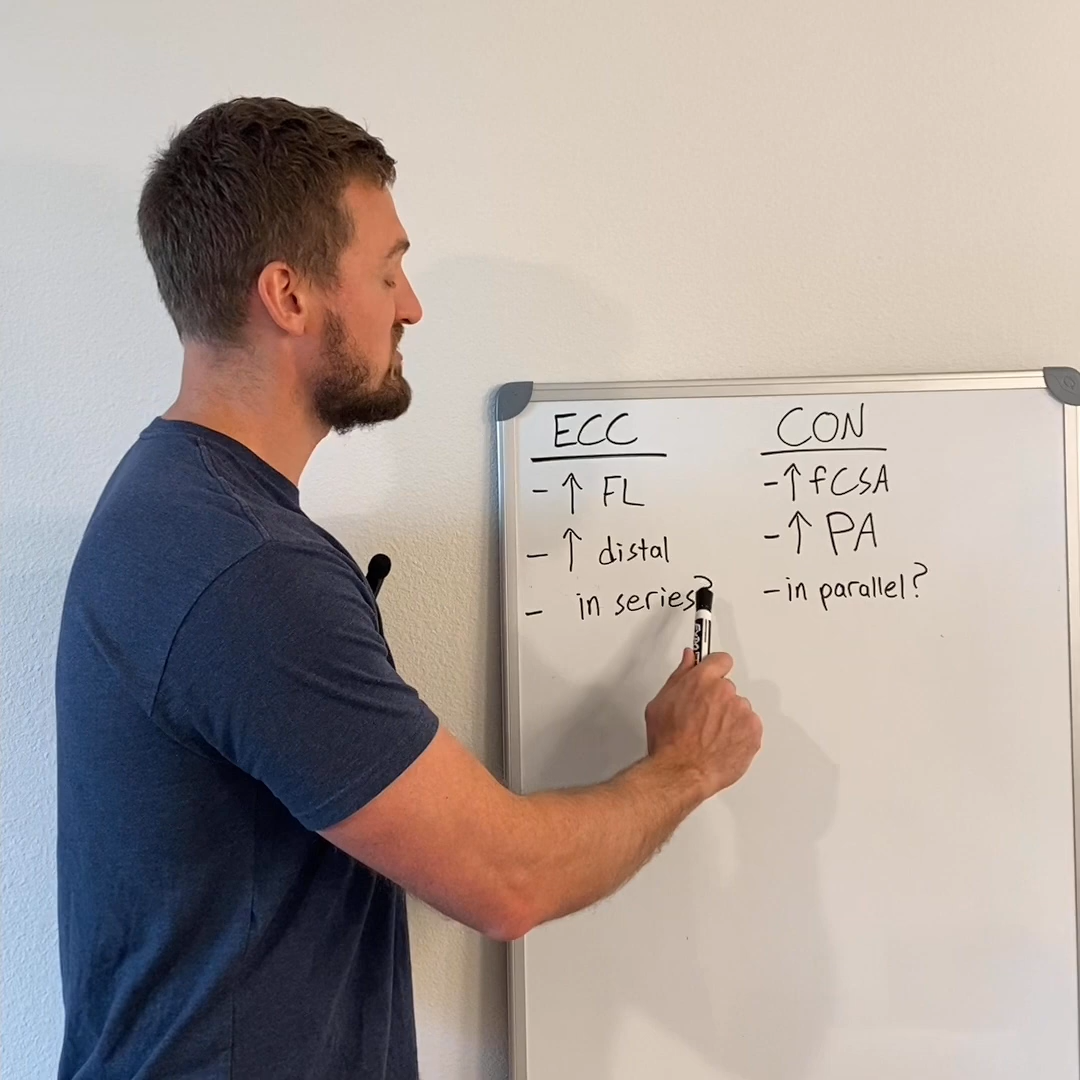 ECC
- ↑ FL
- ↑ distal
- in series?
CON
- ↑ fCSA
- ↑ PA
- in parallel?